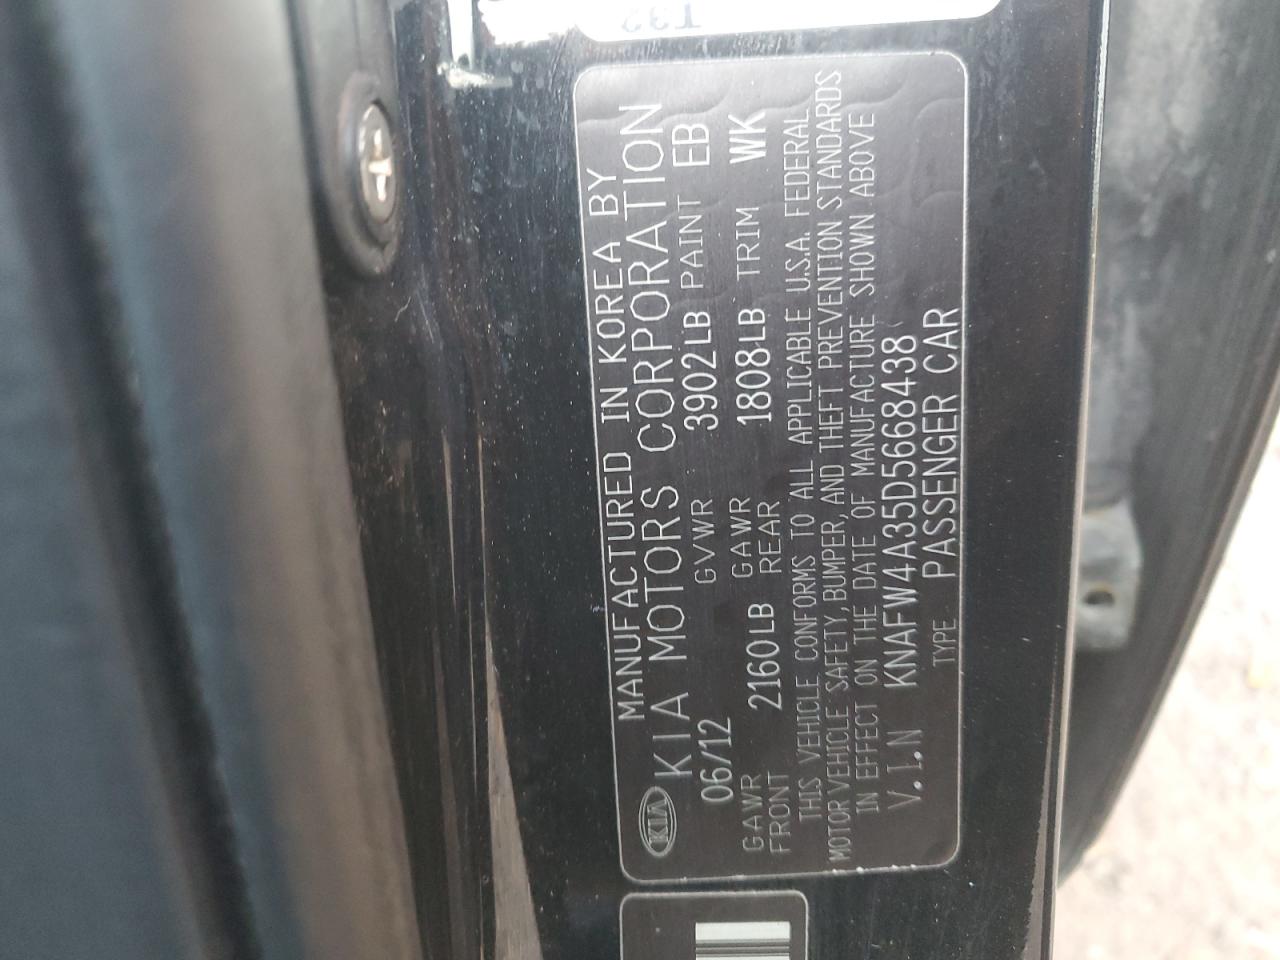 MANUFACTURED IN KOREA BY
KIA KIA MOTORS CORPORATION
06/12 GVWR 3902LB PAINT EB
GAWR FRONT 2160LB GAWR REAR 1808LB TRIM WK
THIS VEHICLE CONFORMS TO ALL APPLICABLE U.S.A. FEDERAL
MOTOR VEHICLE SAFETY, BUMPER, AND THEFT PREVENTION STANDARDS
IN EFFECT ON THE DATE OF MANUFACTURE SHOWN ABOVE
V.I.N KNAFW4A35D5668438
TYPE PASSENGER CAR